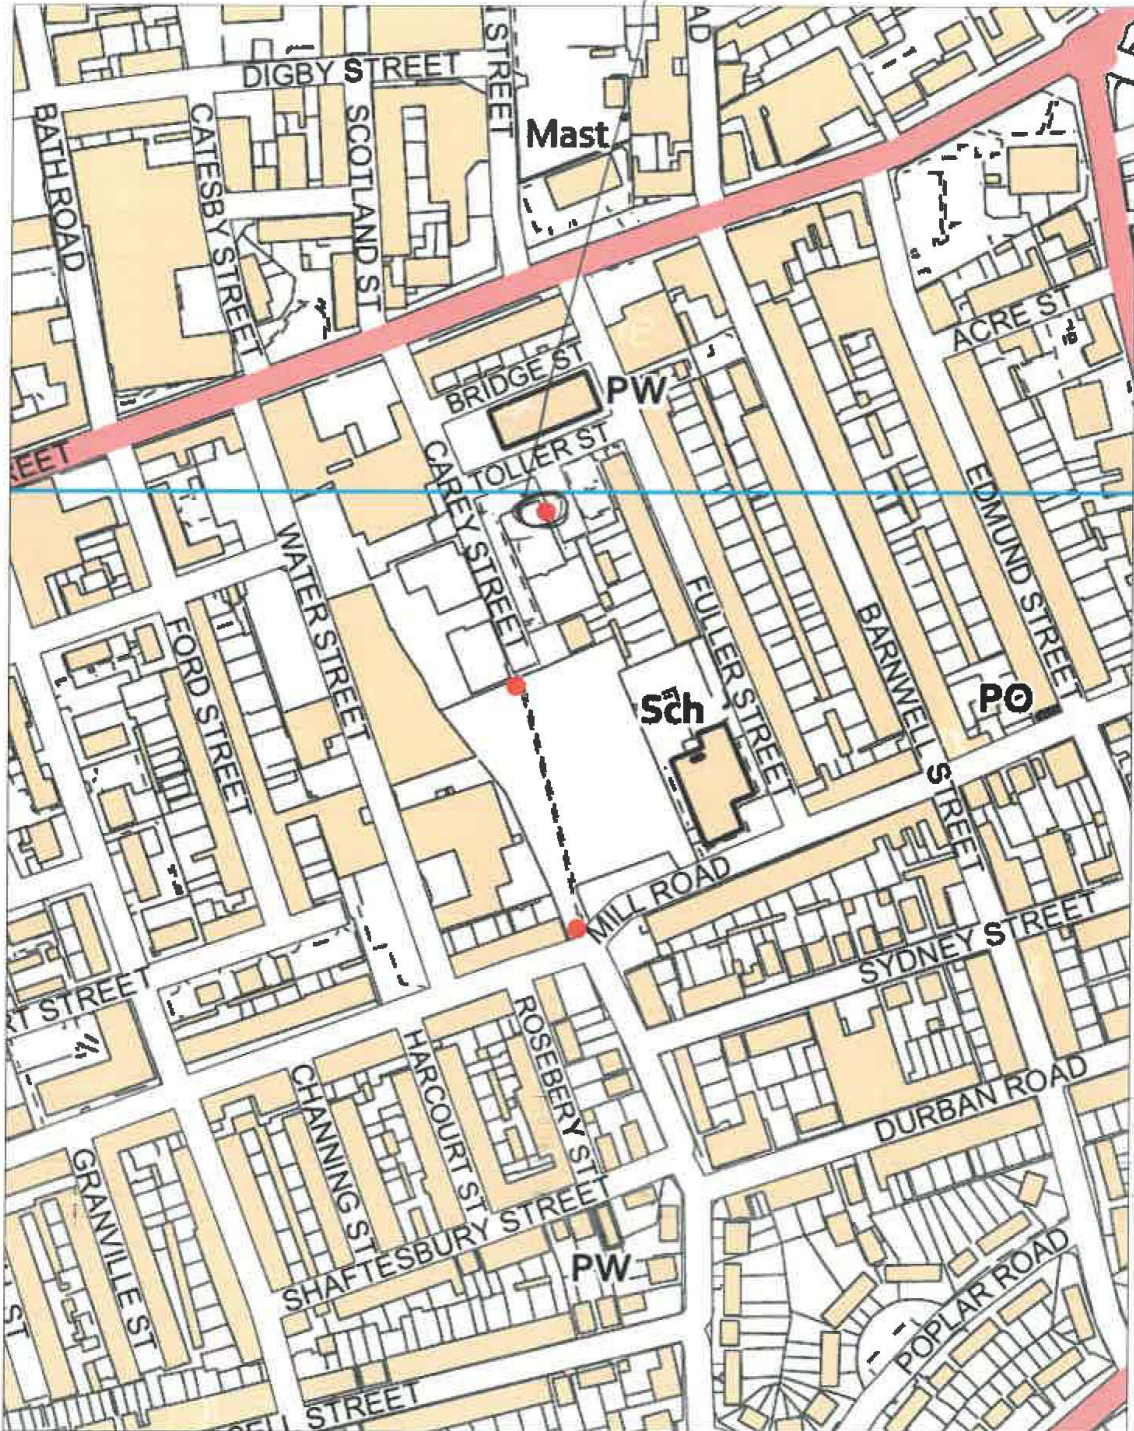 DIGBY STREET
S
BATH ROAD
CATESBY STREET
SCOTLAND ST
STREET
Mast
ACRE ST
BRIDGE ST
PW
TOLLER ST
CAREY STREET
WATER STREET
FORD STREET
FULLER STREET
BARNWELL STREET
S
EDMUND STREET
PO
Sch
MILL ROAD
SYDNEY STREET
S
ROSEBERY STREET
HARCOURT ST
CHANNING ST
GRANVILLE ST
ST
SHAFTESBURY STREET
PW
DURBAN ROAD
POPLAR ROAD
STREET